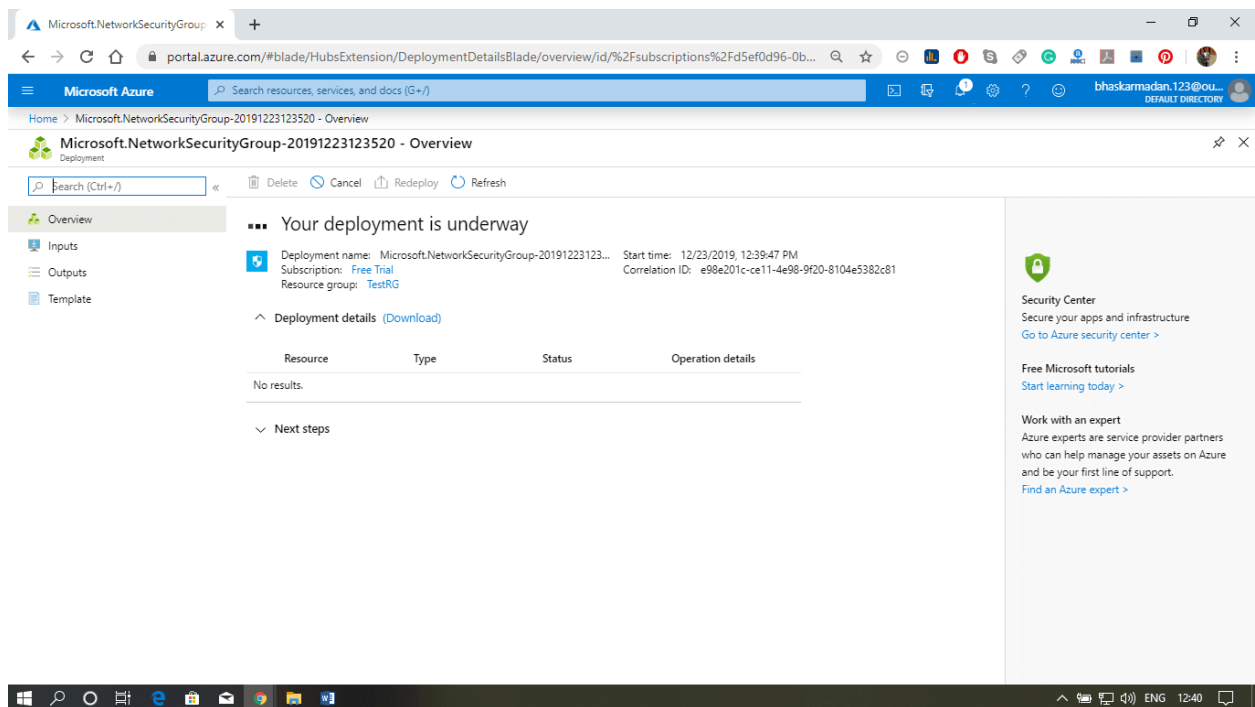 Microsoft.NetworkSecurityGroup
portal.azure.com/#blade/HubsExtension/DeploymentDetailsBlade/overview/id/%2Fsubscriptions%2Fd5ef0d96-0b...
Microsoft Azure
Search resources, services, and docs (G+/)
1
bhaskarmadan.123@ou...
DEFAULT DIRECTORY
Home > Microsoft.NetworkSecurityGroup-20191223123520 - Overview
Microsoft.NetworkSecurityGroup-20191223123520 - Overview
Deployment
Search (Ctrl+/)
Delete Cancel Redeploy Refresh
Overview
Inputs
Outputs
Template
Your deployment is underway
Deployment name: Microsoft.NetworkSecurityGroup-20191223123...
Subscription: Free Trial
Resource group: TestRG
Start time: 12/23/2019, 12:39:47 PM
Correlation ID: e98e201c-ce11-4e98-9f20-8104e5382c81
Deployment details (Download)
Resource Type Status Operation details
No results.
Next steps
Security Center
Secure your apps and infrastructure
Go to Azure security center >
Free Microsoft tutorials
Start learning today >
Work with an expert
Azure experts are service provider partners
who can help manage your assets on Azure
and be your first line of support.
Find an Azure expert >
ENG 12:40